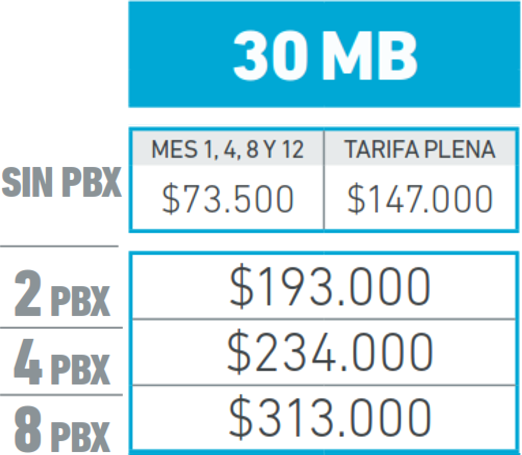 30 MB
MES 1, 4, 8 Y 12 TARIFA PLENA
SIN PBX $73.500 $147.000
2 PBX $193.000
4 PBX $234.000
8 PBX $313.000